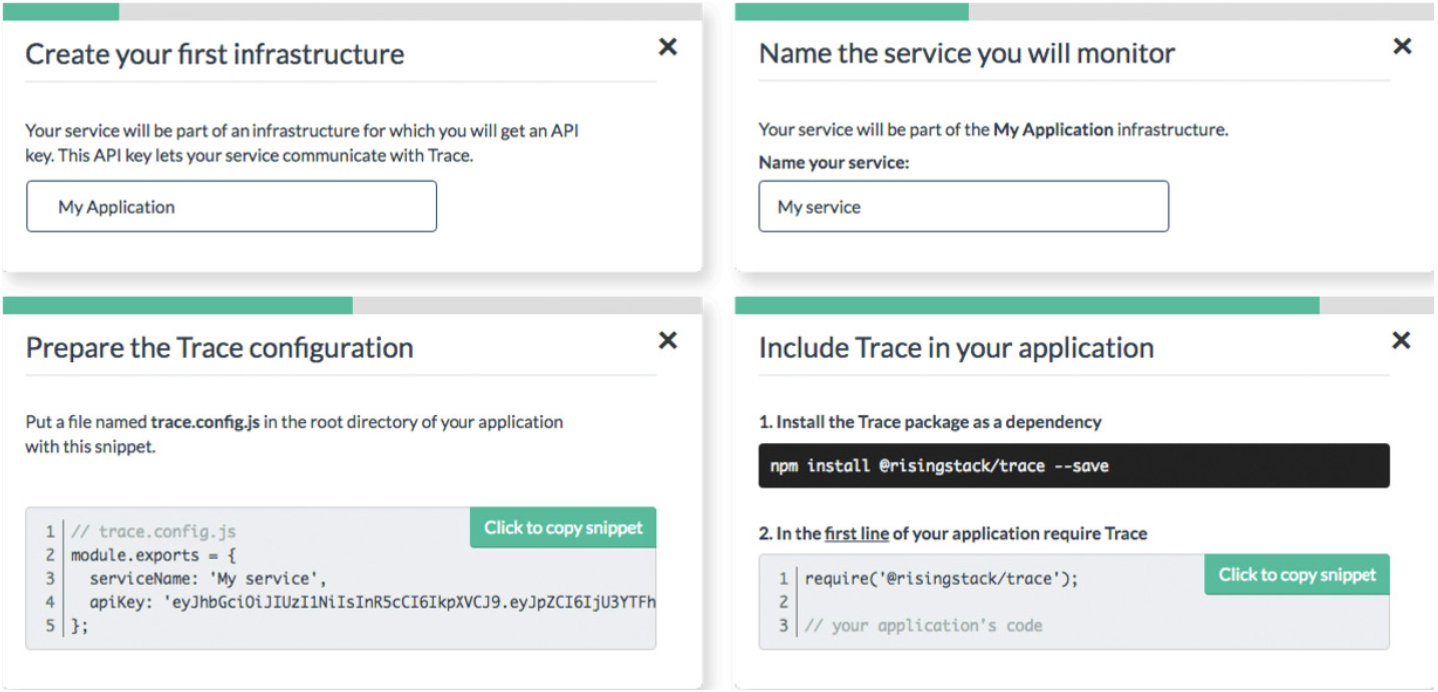 Create your first infrastructure
Your service will be part of an infrastructure for which you will get an API
key. This API key lets your service communicate with Trace.
My Application
Name the service you will monitor
Your service will be part of the My Application infrastructure.
Name your service:
My service
Prepare the Trace configuration
Put a file named trace.config.js in the root directory of your application
with this snippet.
Click to copy snippet
1 // trace.config.js
2 module.exports = {
3   serviceName: 'My service',
4   apiKey: 'eyJhbGciOiJIUzI1NiIsInR5cCI6IkpXVCJ9.eyJpZCI6IjU3YTFh
5 };
Include Trace in your application
1. Install the Trace package as a dependency
npm install @risingstack/trace --save
2. In the first line of your application require Trace
Click to copy snippet
1 require('@risingstack/trace');
2
3 // your application's code